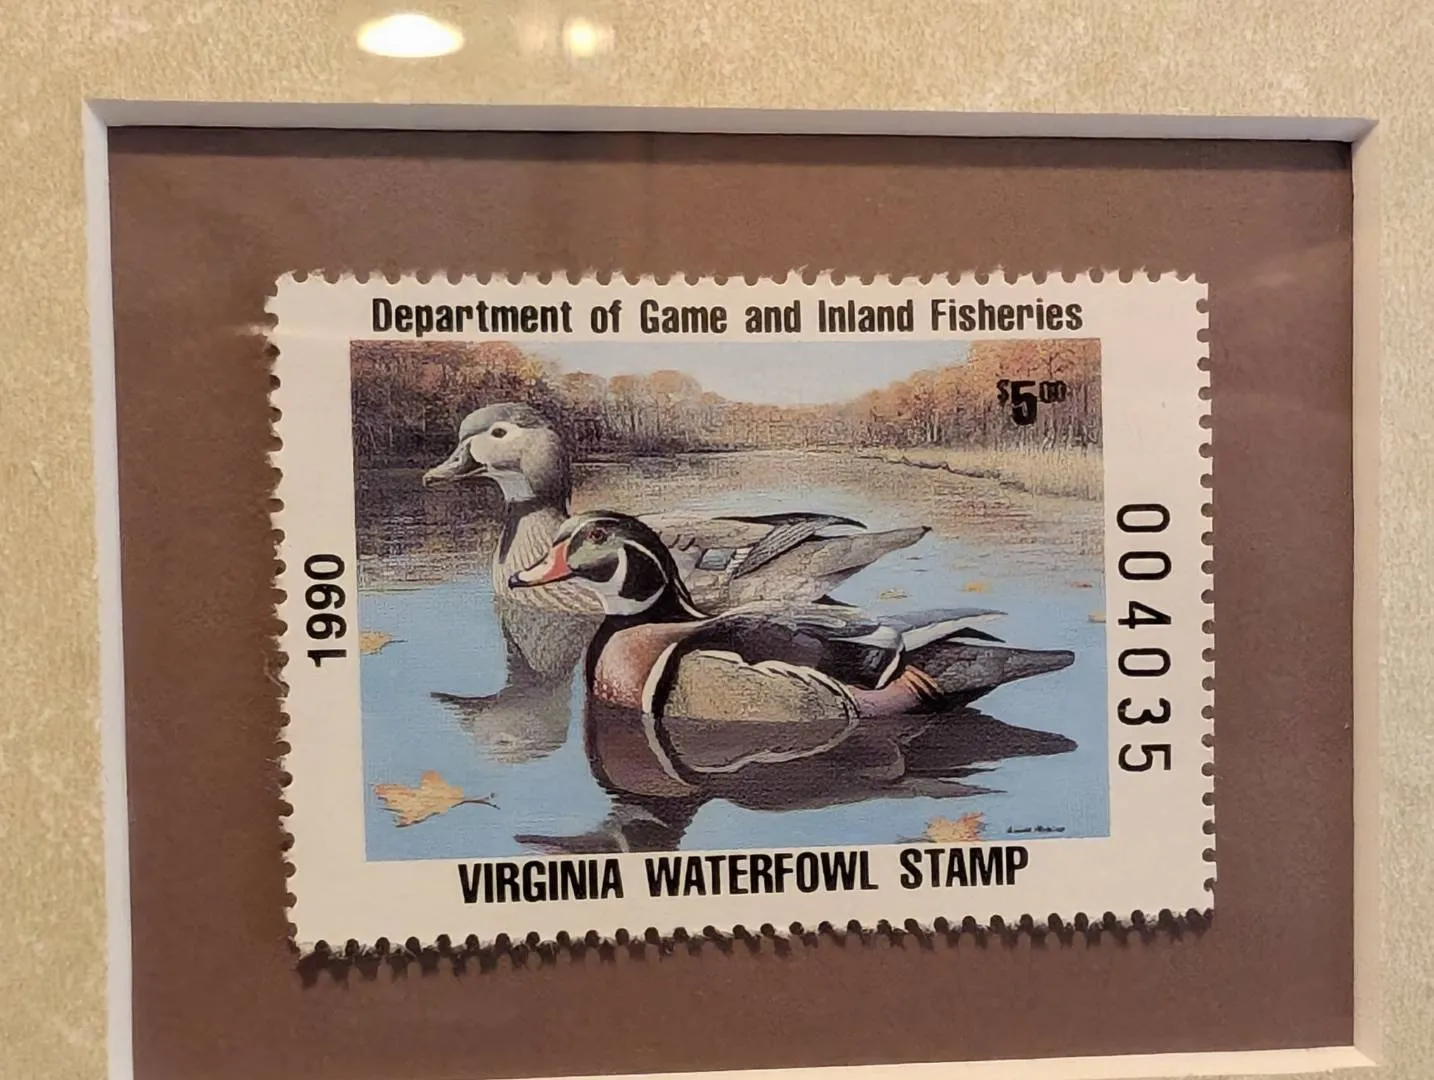 Department of Game and Inland Fisheries
$5.00
1990
004035
VIRGINIA WATERFOWL STAMP